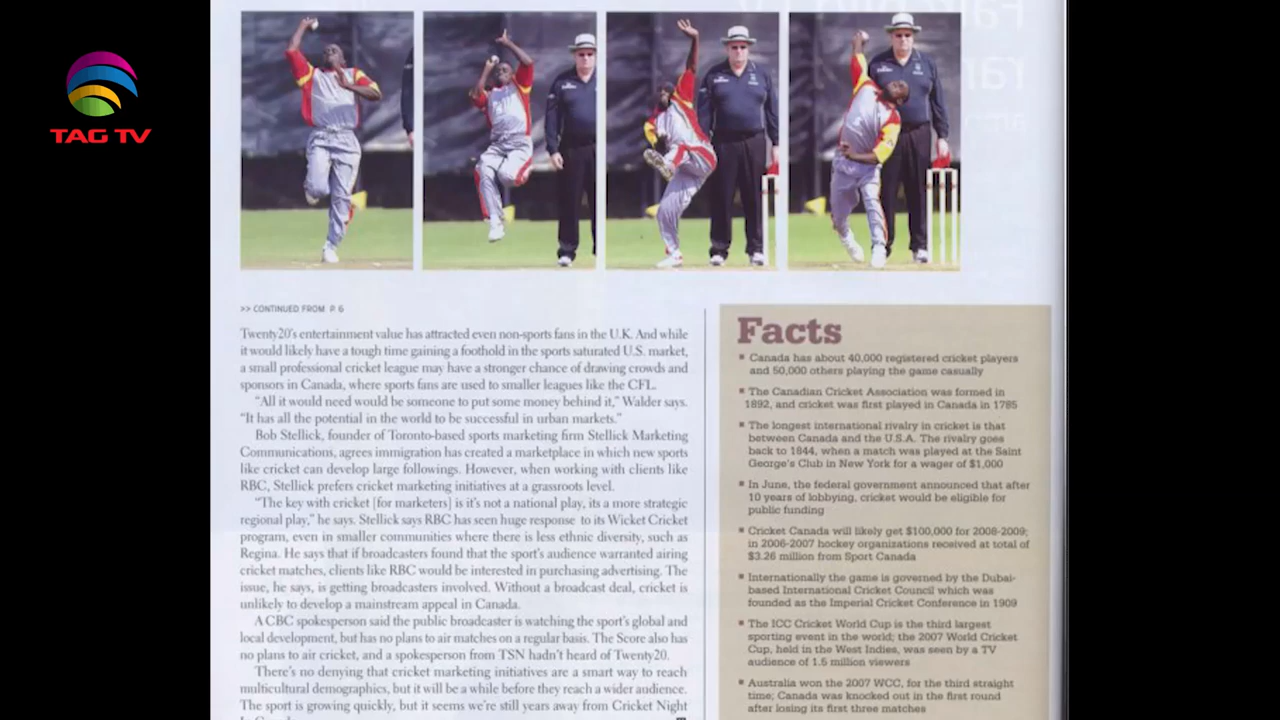 TAG TV
>> CONTINUED FROM P. 6
Twenty20's entertainment value has attracted even non-sports fans in the U.K. And while
it would likely have a tough time gaining a foothold in the sports saturated U.S. market,
a small professional cricket league may have a stronger chance of drawing crowds and
sponsors in Canada, where sports fans are used to smaller leagues like the CFL.
"All it would need would be someone to put some money behind it," Walder says.
"It has all the potential in the world to be successful in urban markets."
Bob Stellick, founder of Toronto-based sports marketing firm Stellick Marketing
Communications, agrees immigration has created a marketplace in which new sports
like cricket can develop large followings. However, when working with clients like
RBC, Stellick prefers cricket marketing initiatives at a grassroots level.
"The key with cricket [for marketers] is it's not a national play, its a more strategic
regional play," he says. Stellick says RBC has seen huge response to its Wicket Cricket
program, even in smaller communities where there is less ethnic diversity, such as
Regina. He says that if broadcasters found that the sport's audience warranted airing
cricket matches, clients like RBC would be interested in purchasing advertising. The
issue, he says, is getting broadcasters involved. Without a broadcast deal, cricket is
unlikely to develop a mainstream appeal in Canada.
A CBC spokesperson said the public broadcaster is watching the sport's global and
local development, but has no plans to air matches on a regular basis. The Score also has
no plans to air cricket, and a spokesperson from TSN hadn't heard of Twenty20.
There's no denying that cricket marketing initiatives are a smart way to reach
multicultural demographics, but it will be a while before they reach a wider audience.
The sport is growing quickly, but it seems we're still years away from Cricket Night
Facts
▪ Canada has about 40,000 registered cricket players
and 50,000 others playing the game casually
▪ The Canadian Cricket Association was formed in
1892, and cricket was first played in Canada in 1785
▪ The longest international rivalry in cricket is that
between Canada and the U.S.A. The rivalry goes
back to 1844, when a match was played at the Saint
George's Club in New York for a wager of $1,000
▪ In June, the federal government announced that after
10 years of lobbying, cricket would be eligible for
public funding
▪ Cricket Canada will likely get $100,000 for 2008-2009;
in 2006-2007 hockey organizations received at total of
$3.26 million from Sport Canada
▪ Internationally the game is governed by the Dubai-
based International Cricket Council which was
founded as the Imperial Cricket Conference in 1909
▪ The ICC Cricket World Cup is the third largest
sporting event in the world; the 2007 World Cricket
Cup, held in the West Indies, was seen by a TV
audience of 1.5 million viewers
▪ Australia won the 2007 WCC, for the third straight
time; Canada was knocked out in the first round
after losing its first three matches